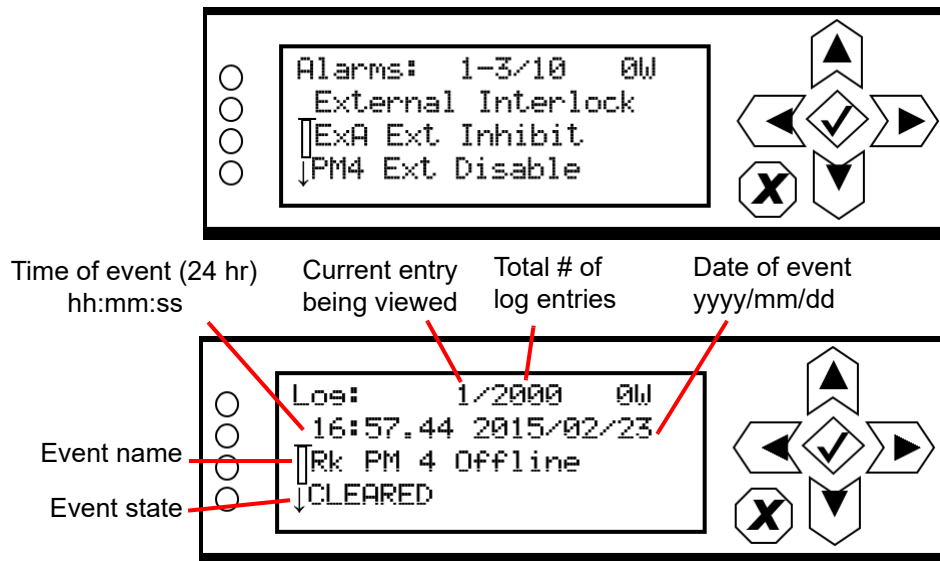 Alarms: 1-3/10 0W
External Interlock
ExA Ext Inhibit
↓PM4 Ext Disable
X
Time of event (24 hr)
hh:mm:ss
Current entry
being viewed
Total # of
log entries
Date of event
yyyy/mm/dd
Log: 1/2000 0W
16:57.44 2015/02/23
Event name
Rk PM 4 Offline
Event state
↓CLEARED
X